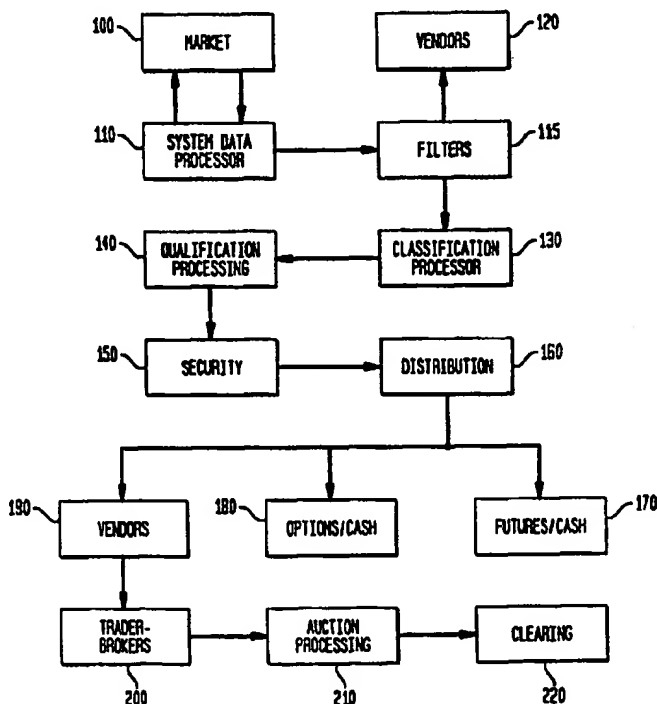 100
MARKET
120
VENDORS
110
SYSTEM DATA
PROCESSOR
FILTERS
115
140
QUALIFICATION
PROCESSING
CLASSIFICATION
PROCESSOR
130
150
SECURITY
DISTRIBUTION
160
190
VENDORS
180
OPTIONS/CASH
FUTURES/CASH
170
TRADER-
BROKERS
200
AUCTION
PROCESSING
210
CLEARING
220